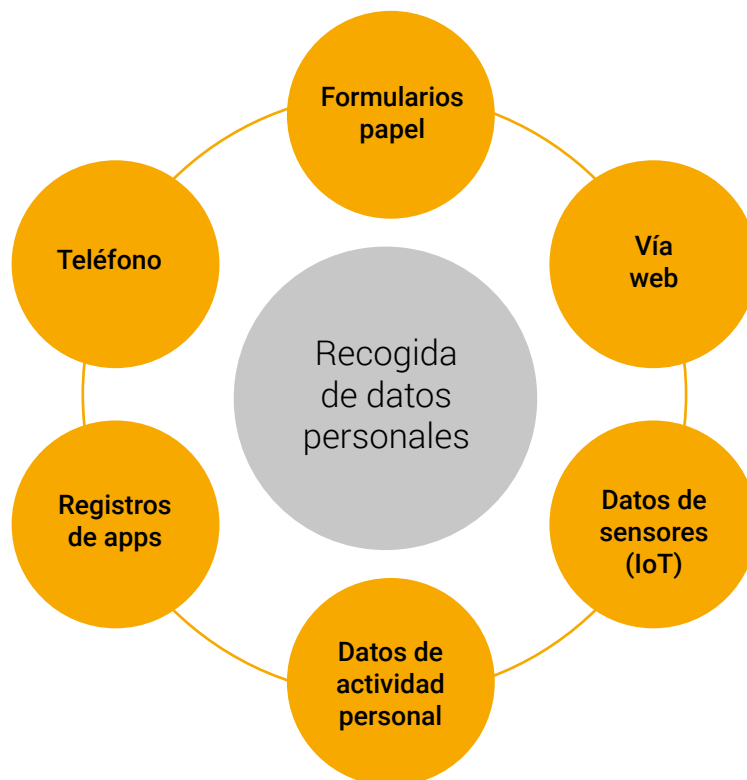 Formularios
papel
Vía
web
Datos de
sensores
(IoT)
Datos de
actividad
personal
Registros
de apps
Teléfono
Recogida
de datos
personales